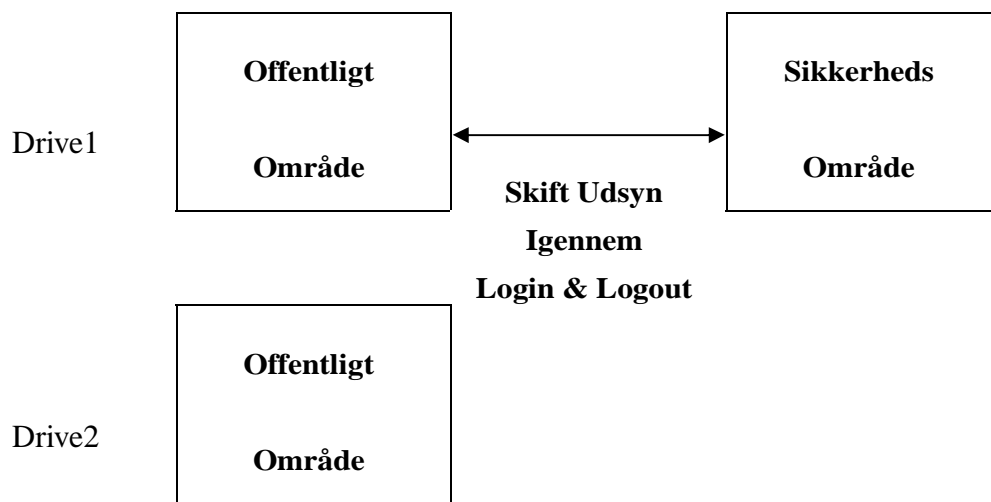 Offentligt
Område
Sikkerheds
Område
Drive1
Skift Udsyn
Igennem
Login & Logout
Offentligt
Område
Drive2